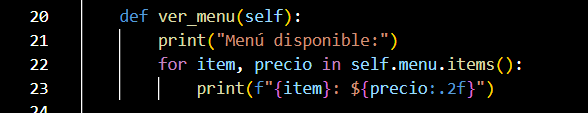 20 def ver_menu(self):
21 print("Menú disponible:")
22 for item, precio in self.menu.items():
23 print(f"{item}: ${precio:.2f}")
24